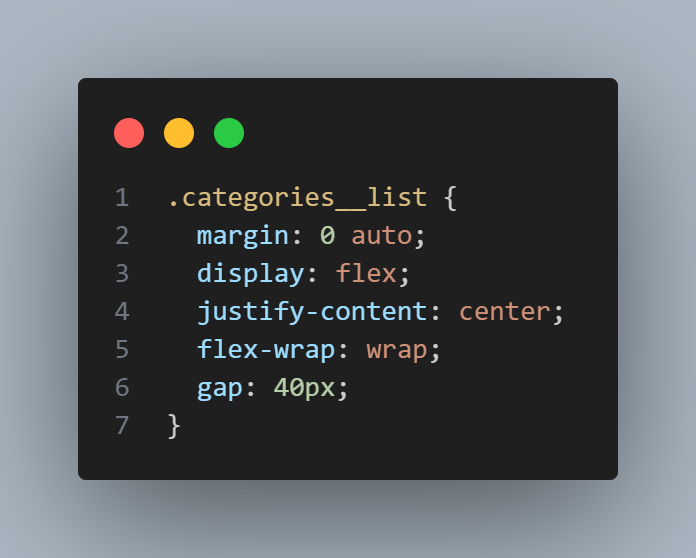 1 .categories__list {
2 margin: 0 auto;
3 display: flex;
4 justify-content: center;
5 flex-wrap: wrap;
6 gap: 40px;
7 }